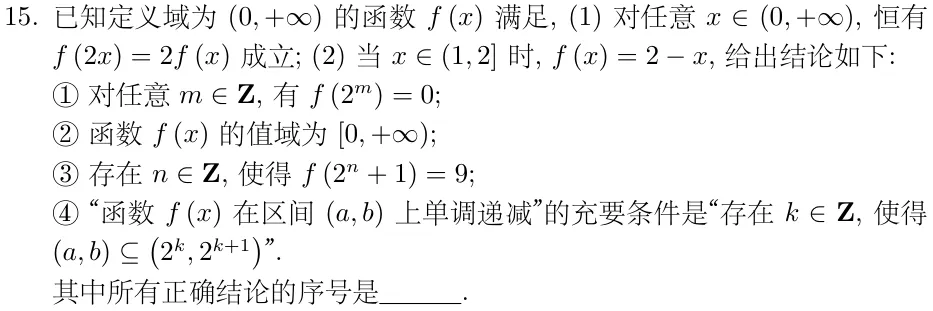 15. 已知定义域为 (0, +∞) 的函数 f (x) 满足, (1) 对任意 x ∈ (0, +∞), 恒有
f (2x) = 2f (x) 成立; (2) 当 x ∈ (1, 2] 时, f (x) = 2 − x, 给出结论如下:
① 对任意 m ∈ Z, 有 f (2^m) = 0;
② 函数 f (x) 的值域为 [0, +∞);
③ 存在 n ∈ Z, 使得 f (2^n + 1) = 9;
④ “函数 f (x) 在区间 (a, b) 上单调递减”的充要条件是“存在 k ∈ Z, 使得
(a, b) ⊆ (2^k, 2^{k+1})”.
其中所有正确结论的序号是______.